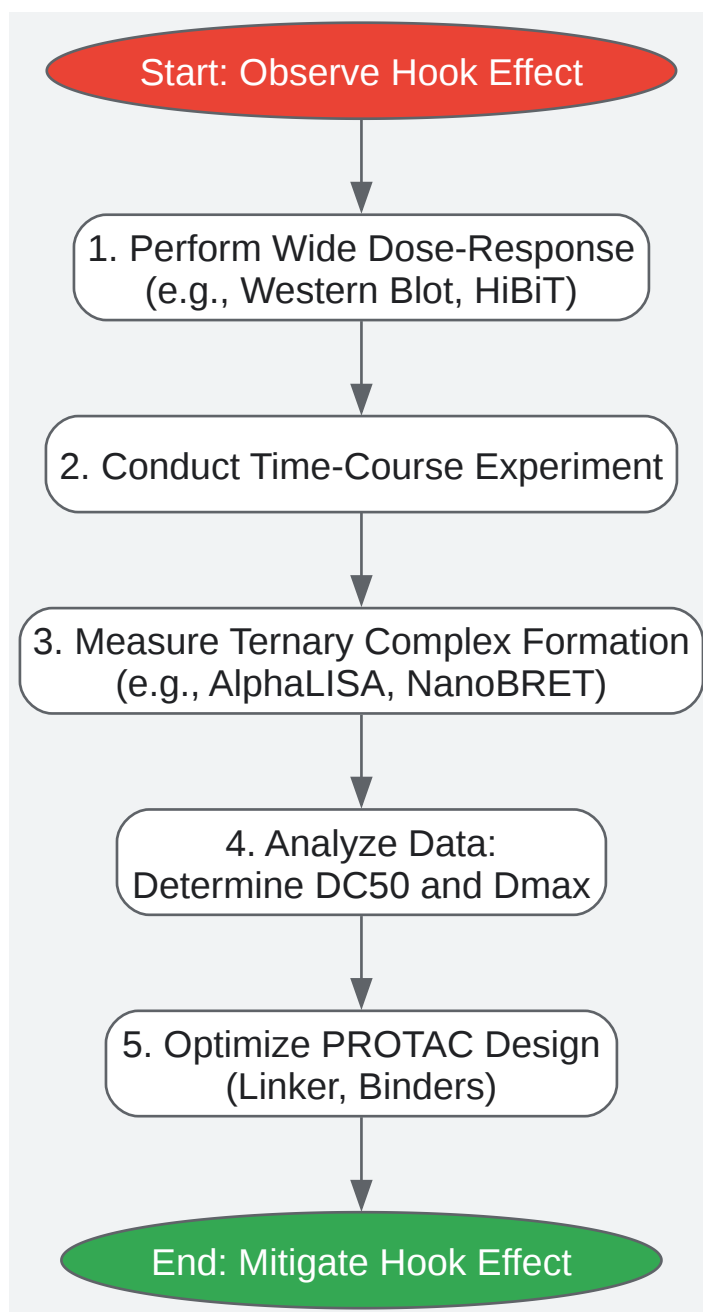 Start: Observe Hook Effect
1. Perform Wide Dose-Response
(e.g., Western Blot, HiBiT)
2. Conduct Time-Course Experiment
3. Measure Ternary Complex Formation
(e.g., AlphaLISA, NanoBRET)
4. Analyze Data:
Determine DC50 and Dmax
5. Optimize PROTAC Design
(Linker, Binders)
End: Mitigate Hook Effect